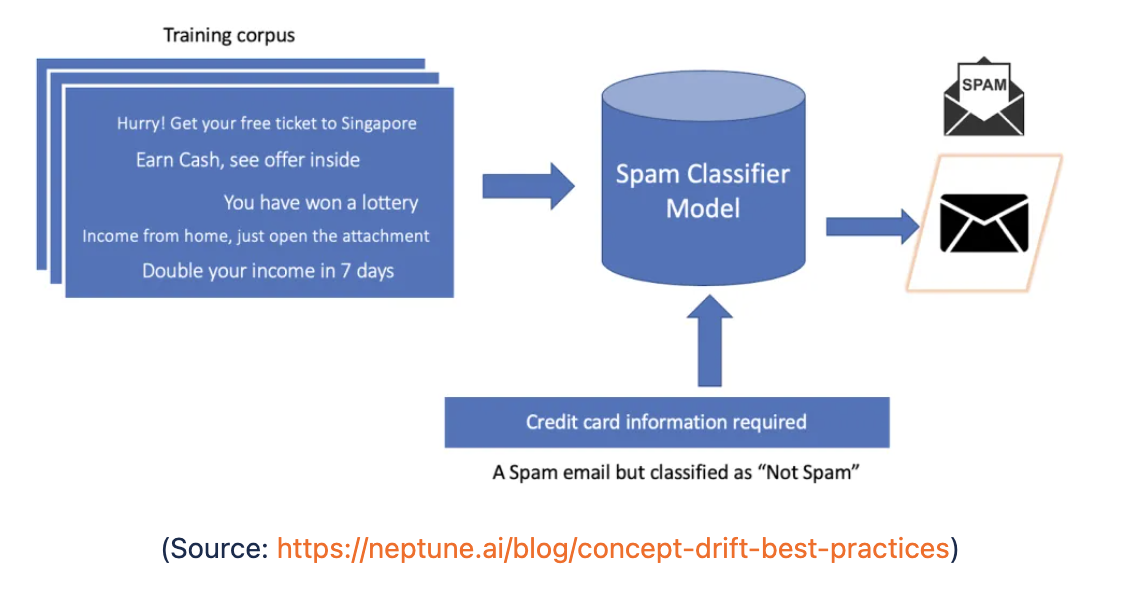 Training corpus
Hurry! Get your free ticket to Singapore
Earn Cash, see offer inside
You have won a lottery
Income from home, just open the attachment
Double your income in 7 days
Spam Classifier
Model
SPAM
Credit card information required
A Spam email but classified as “Not Spam”
(Source: https://neptune.ai/blog/concept-drift-best-practices)